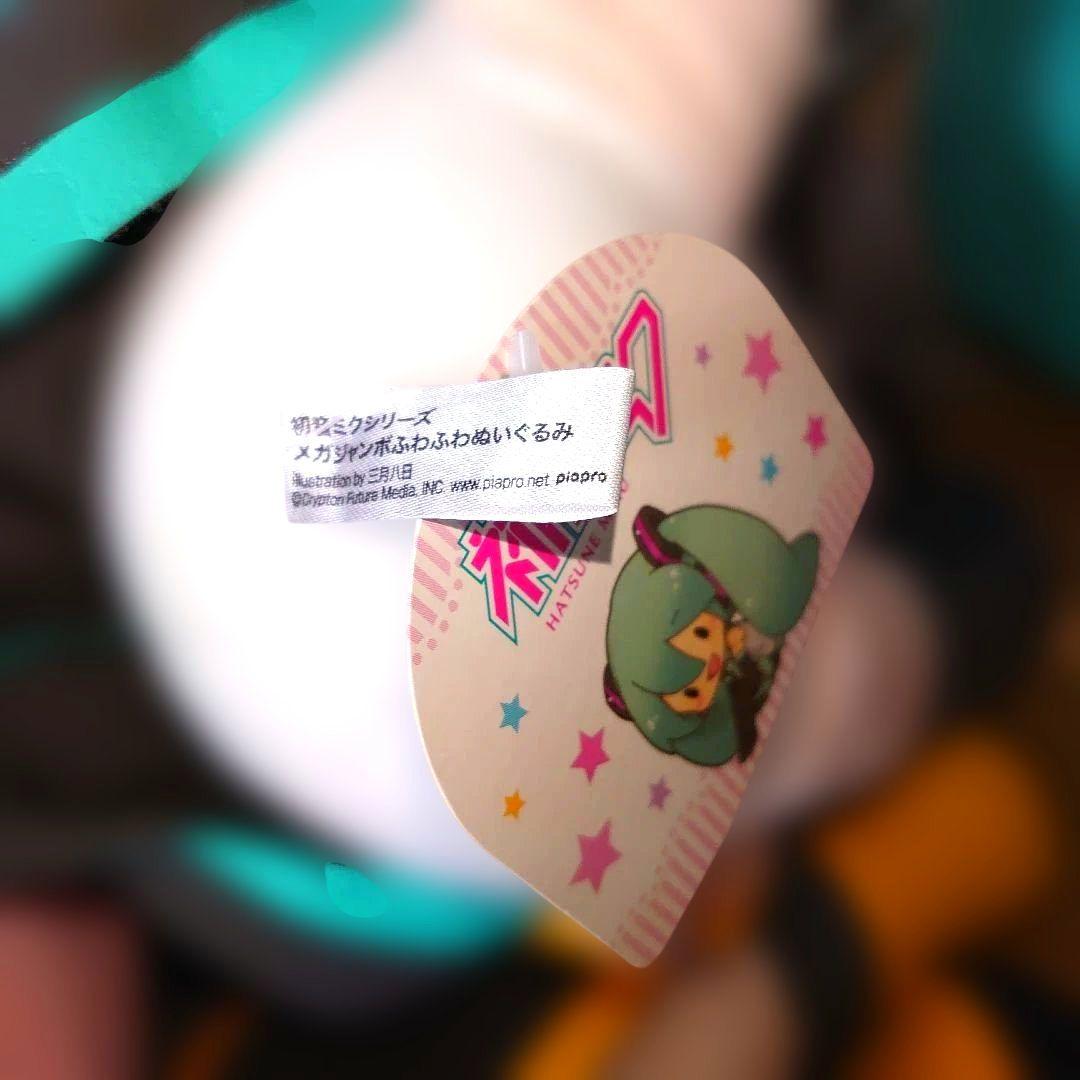 初音ミクシリーズ
メガジャンボふわふわぬいぐるみ
Illustration by 三月八日
©Crypton Future Media, INC. www.piapro.net piapro
初
ク
HATSUNE